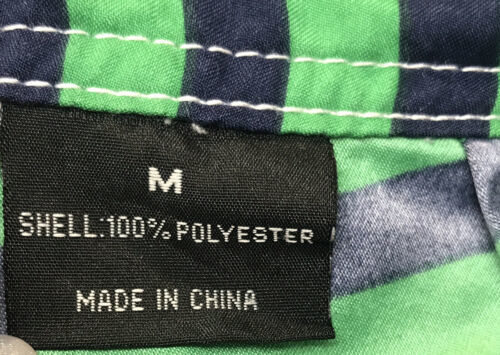 M
SHELL:100% POLYESTER
MADE IN CHINA